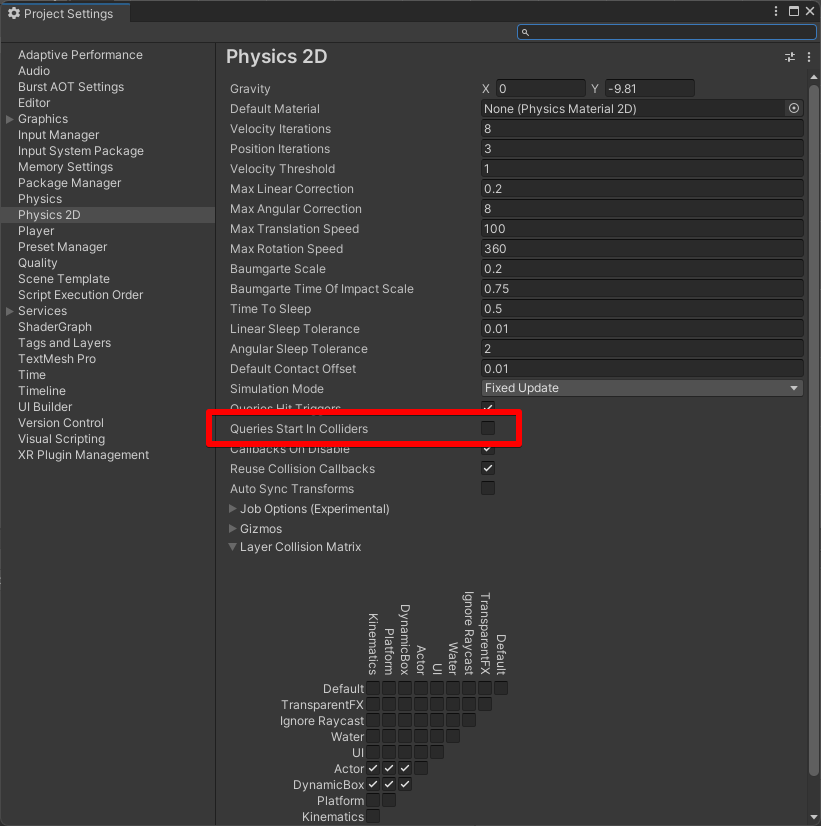 Project Settings
Adaptive Performance
Audio
Burst AOT Settings
Editor
Graphics
Input Manager
Input System Package
Memory Settings
Package Manager
Physics
Physics 2D
Player
Preset Manager
Quality
Scene Template
Script Execution Order
Services
ShaderGraph
Tags and Layers
TextMesh Pro
Time
Timeline
UI Builder
Version Control
Visual Scripting
XR Plugin Management
Physics 2D
Gravity X 0 Y -9.81
Default Material None (Physics Material 2D)
Velocity Iterations 8
Position Iterations 3
Velocity Threshold 1
Max Linear Correction 0.2
Max Angular Correction 8
Max Translation Speed 100
Max Rotation Speed 360
Baumgarte Scale 0.2
Baumgarte Time Of Impact Scale 0.75
Time To Sleep 0.5
Linear Sleep Tolerance 0.01
Angular Sleep Tolerance 2
Default Contact Offset 0.01
Simulation Mode Fixed Update
Queries Hit Triggers
Queries Start In Colliders
Callbacks On Disable
Reuse Collision Callbacks
Auto Sync Transforms
Job Options (Experimental)
Gizmos
Layer Collision Matrix
Kinematics
Platform
DynamicBox
Actor
UI
Water
Ignore Raycast
TransparentFX
Default
Default
TransparentFX
Ignore Raycast
Water
UI
Actor
DynamicBox
Platform
Kinematics